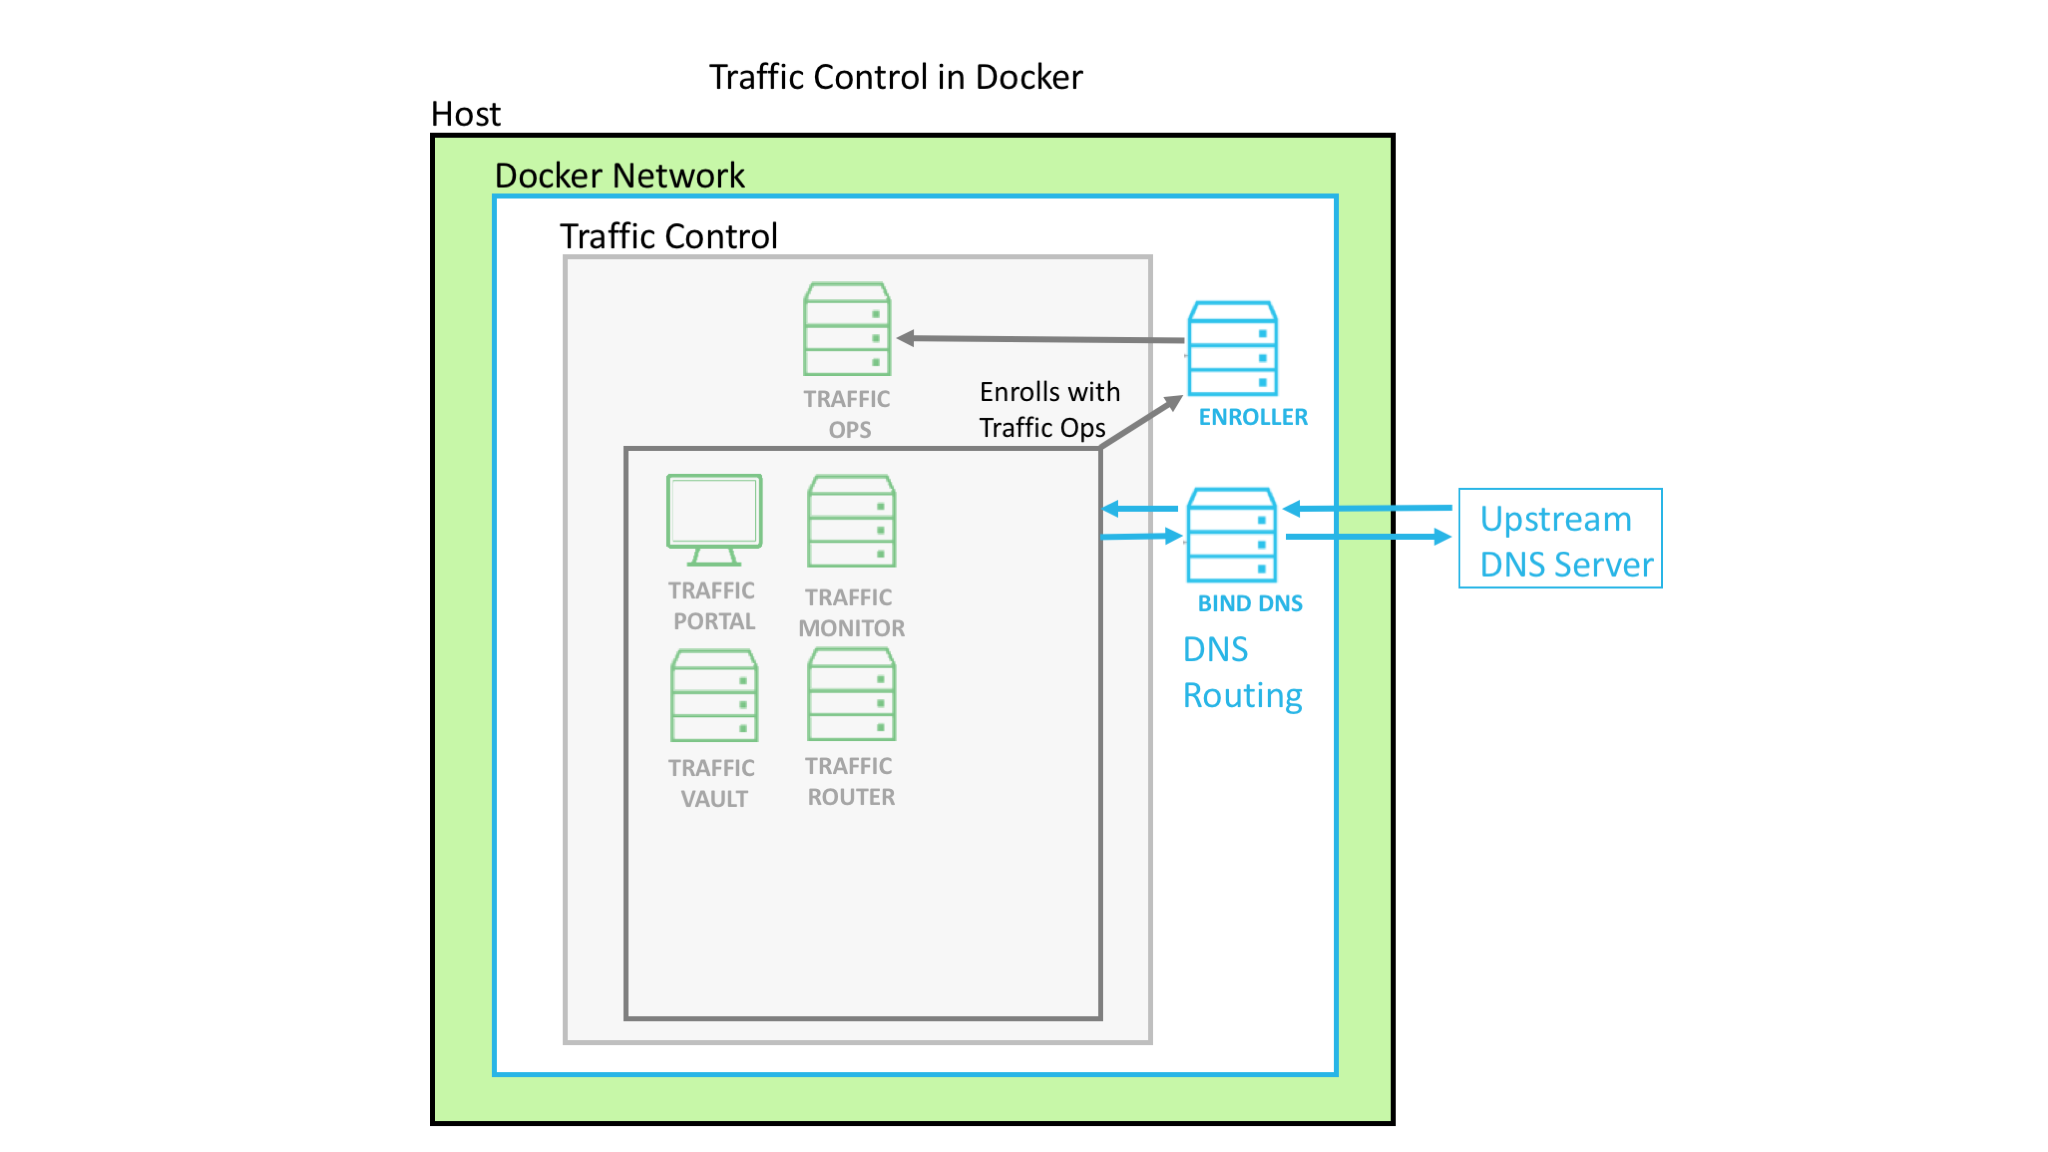 Traffic Control in Docker
Host
Docker Network
Traffic Control
TRAFFIC
OPS
Enrolls with
Traffic Ops
ENROLLER
TRAFFIC
PORTAL
TRAFFIC
MONITOR
TRAFFIC
VAULT
TRAFFIC
ROUTER
BIND DNS
DNS
Routing
Upstream
DNS Server